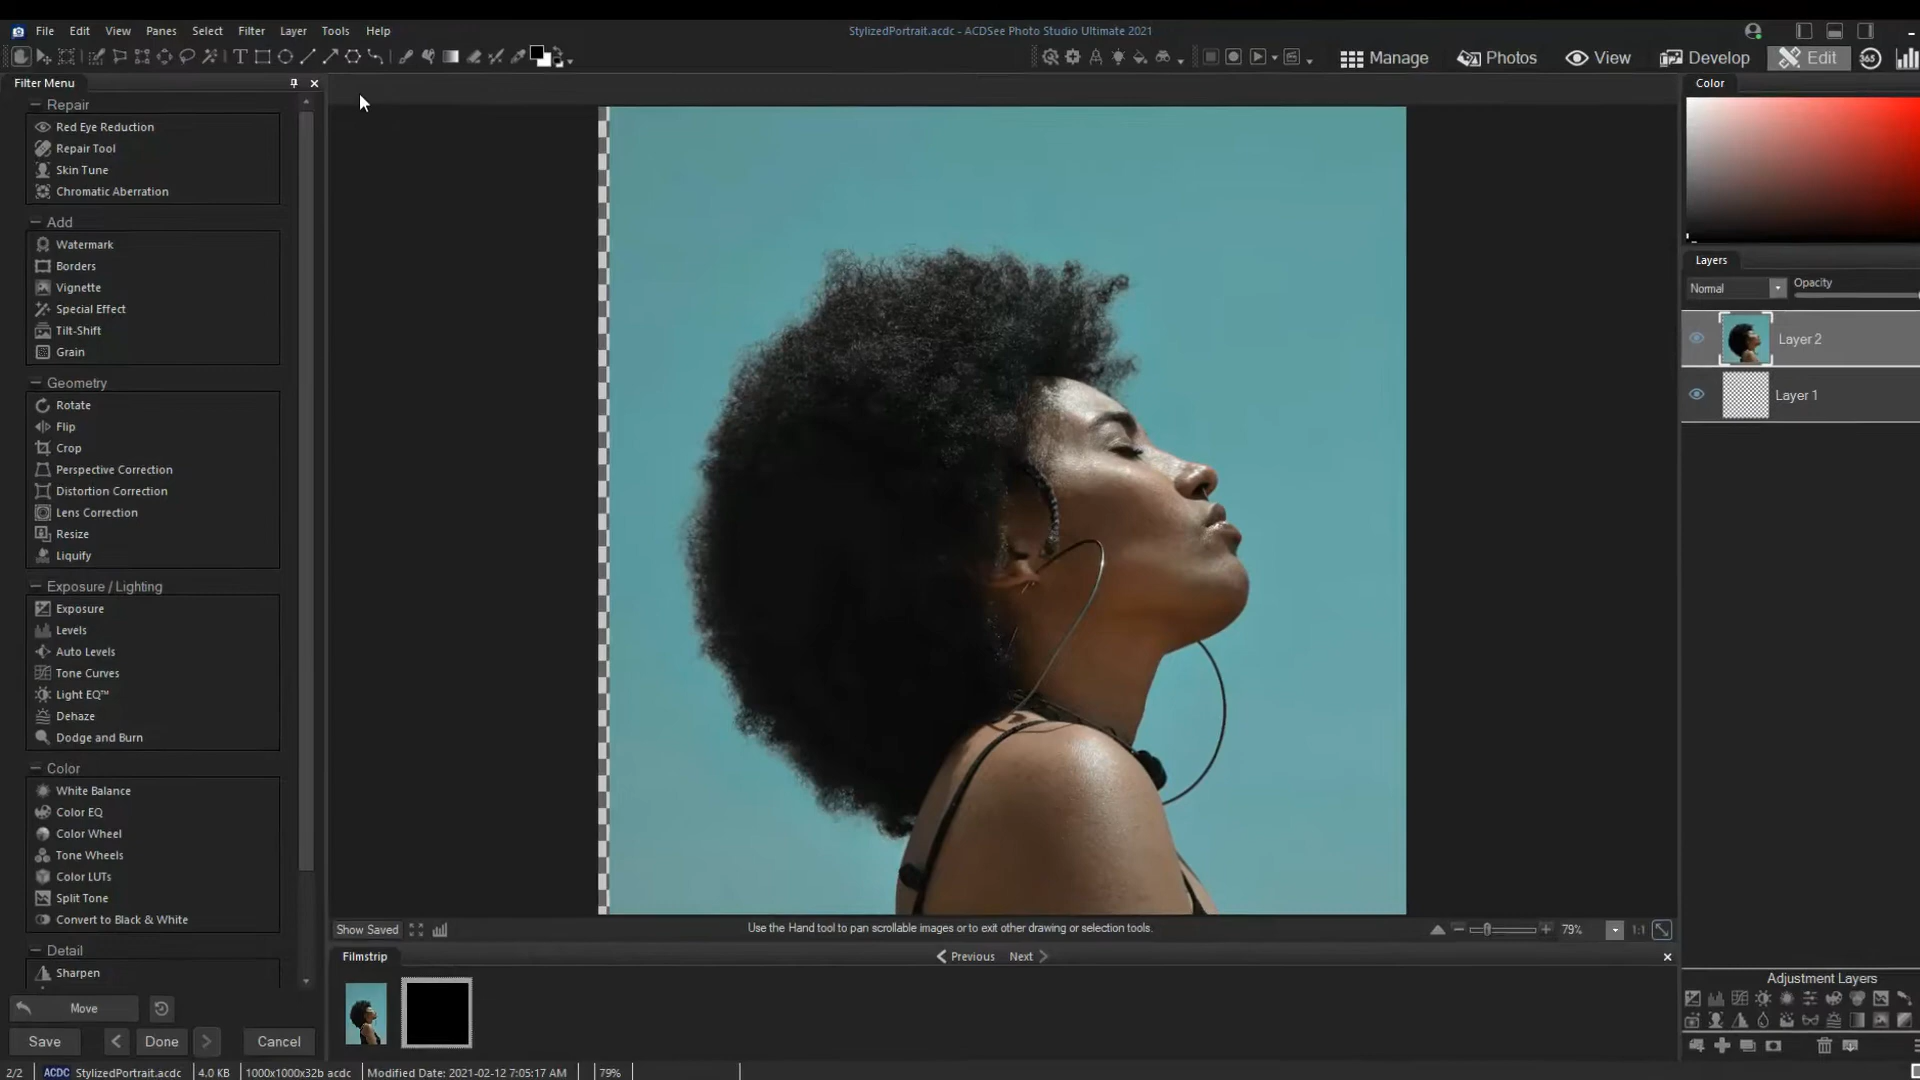 File Edit View Panes Select Filter Layer Tools Help
StylizedPortrait.acdc - ACDSee Photo Studio Ultimate 2021
Manage Photos View Develop Edit 365
Filter Menu
Repair
Red Eye Reduction
Repair Tool
Skin Tune
Chromatic Aberration
Add
Watermark
Borders
Vignette
Special Effect
Tilt-Shift
Grain
Geometry
Rotate
Flip
Crop
Perspective Correction
Distortion Correction
Lens Correction
Resize
Liquify
Exposure / Lighting
Exposure
Levels
Auto Levels
Tone Curves
Light EQ™
Dehaze
Dodge and Burn
Color
White Balance
Color EQ
Color Wheel
Tone Wheels
Color LUTs
Split Tone
Convert to Black & White
Detail
Sharpen
Move
Save Done Cancel
Color
Layers
Normal Opacity
Layer 2
Layer 1
Show Saved
Use the Hand tool to pan scrollable images or to exit other drawing or selection tools.
79% 1:1
Filmstrip
Previous Next
Adjustment Layers
2/2 ACDC StylizedPortrait.acdc 4.0 KB 1000x1000x32b acdc Modified Date: 2021-02-12 7:05:17 AM 79%